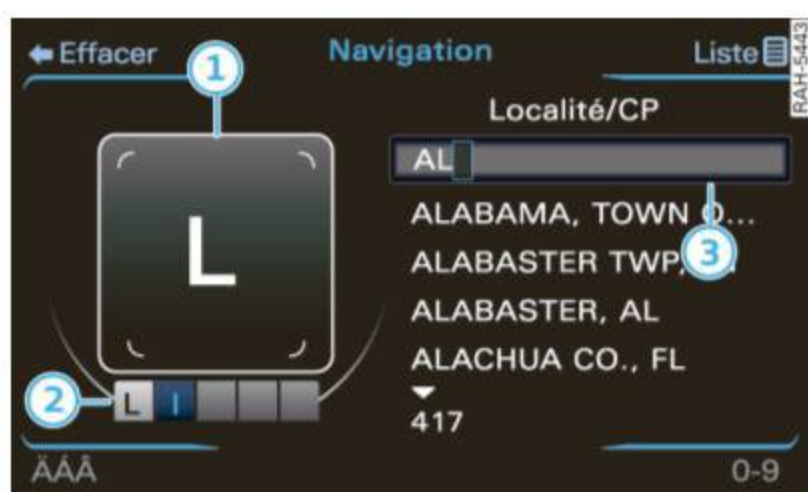 Effacer
Navigation
Liste
RAH-5443
1
Localité/CP
L
AL
ALABAMA, TOWN O...
3
ALABASTER TWP,
ALABASTER, AL
ALACHUA CO., FL
2
L I
417
ÄÁÂ
0-9